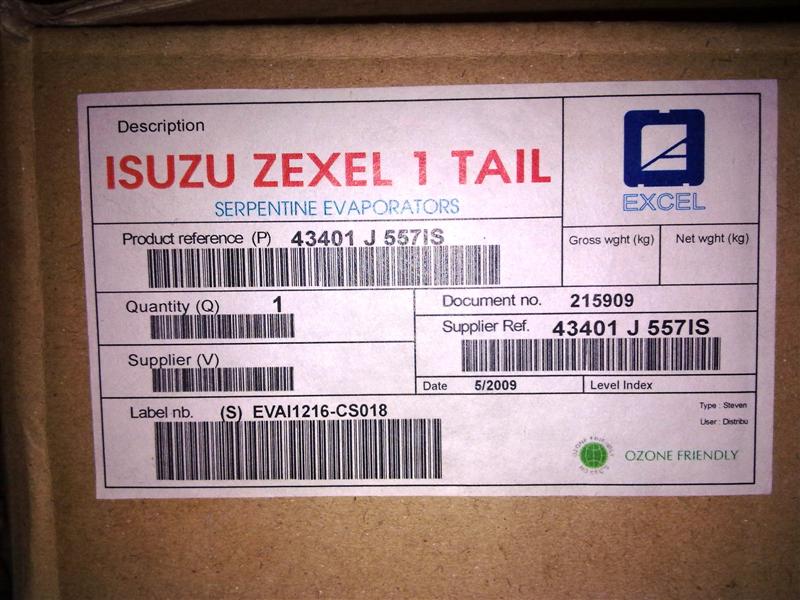 Description
ISUZU ZEXEL 1 TAIL
SERPENTINE EVAPORATORS
EXCEL
Product reference (P) 43401 J 557IS
Gross wght (kg)
Net wght (kg)
Quantity (Q) 1
Document no. 215909
Supplier Ref. 43401 J 557IS
Supplier (V)
Date 5/2009
Level Index
Label nb. (S) EVAI1216-CS018
Type : Steven
User : Distribu
OZONE FRIENDLY